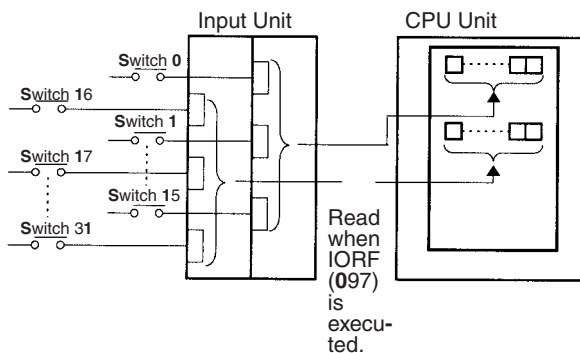 Input Unit
CPU Unit
Switch 0
Switch 16
Switch 1
Switch 17
Switch 15
Switch 31
Read
when
IORF
(097)
is
execu-
ted.